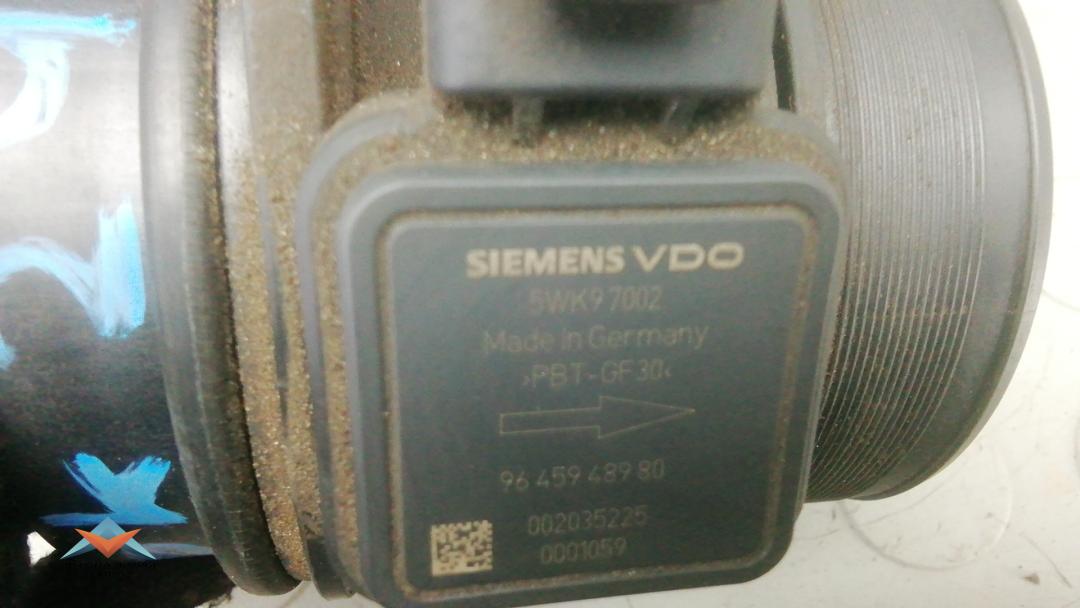 SIEMENS VDO
5WK9 7002
Made in Germany
›PBT-GF30‹
96 459 489 80
002035225
0001059